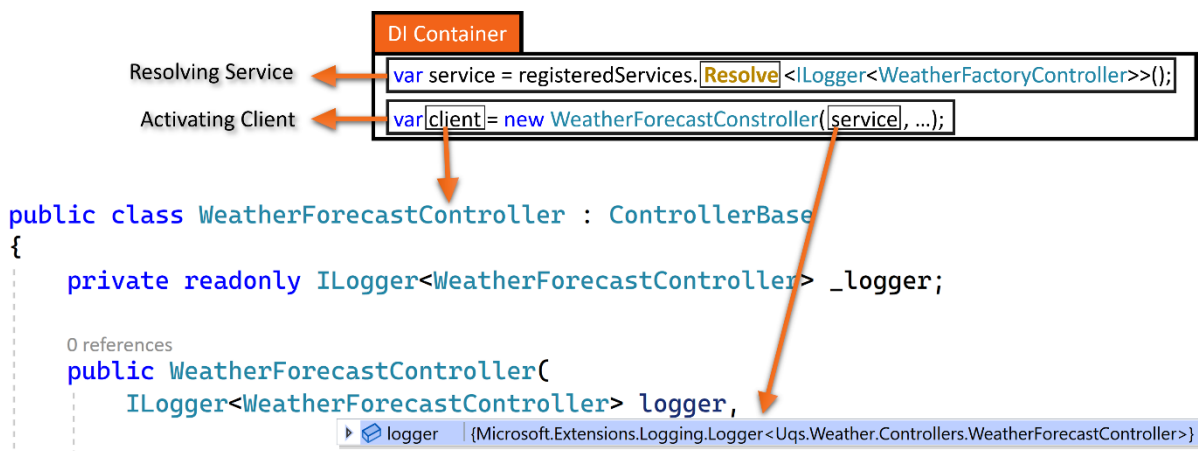 DI Container
Resolving Service
var service = registeredServices.Resolve<ILogger<WeatherFactoryController>>();
Activating Client
var client = new WeatherForecastConstroller(service, …);
public class WeatherForecastController : ControllerBase
{
private readonly ILogger<WeatherForecastController> _logger;
0 references
public WeatherForecastController(
ILogger<WeatherForecastController> logger,
logger {Microsoft.Extensions.Logging.Logger<Uqs.Weather.Controllers.WeatherForecastController>}